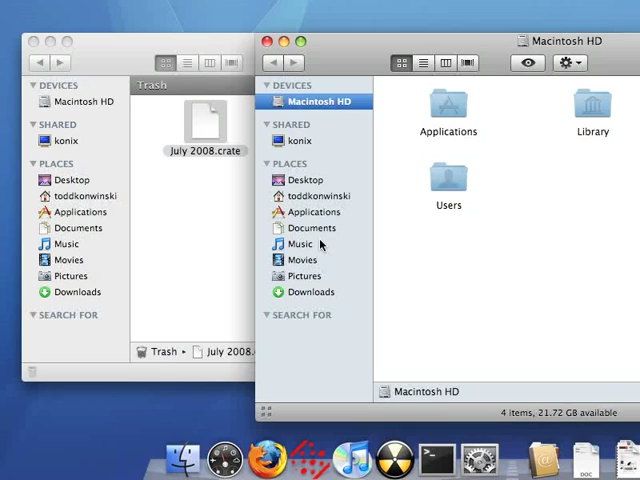 Trash
DEVICES
Macintosh HD
SHARED
konix
PLACES
Desktop
toddkonwinski
Applications
Documents
Music
Movies
Pictures
Downloads
SEARCH FOR
July 2008.crate
Trash ▸ July 2008.
Macintosh HD
DEVICES
Macintosh HD
SHARED
konix
PLACES
Desktop
toddkonwinski
Applications
Documents
Music
Movies
Pictures
Downloads
SEARCH FOR
Applications
Library
Users
Macintosh HD
4 items, 21.72 GB available
DOC